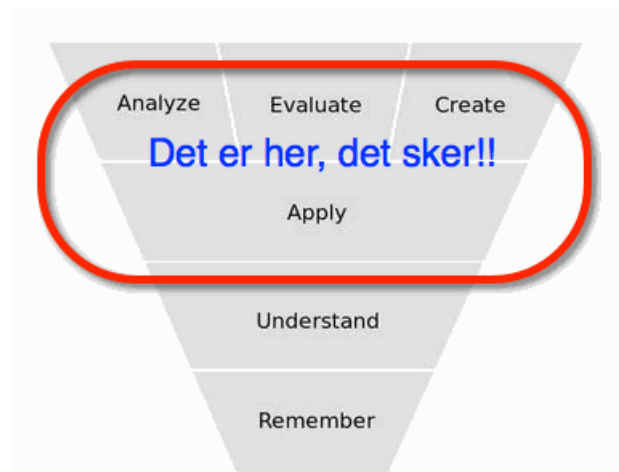 Analyze Evaluate Create
Det er her, det sker!!
Apply
Understand
Remember